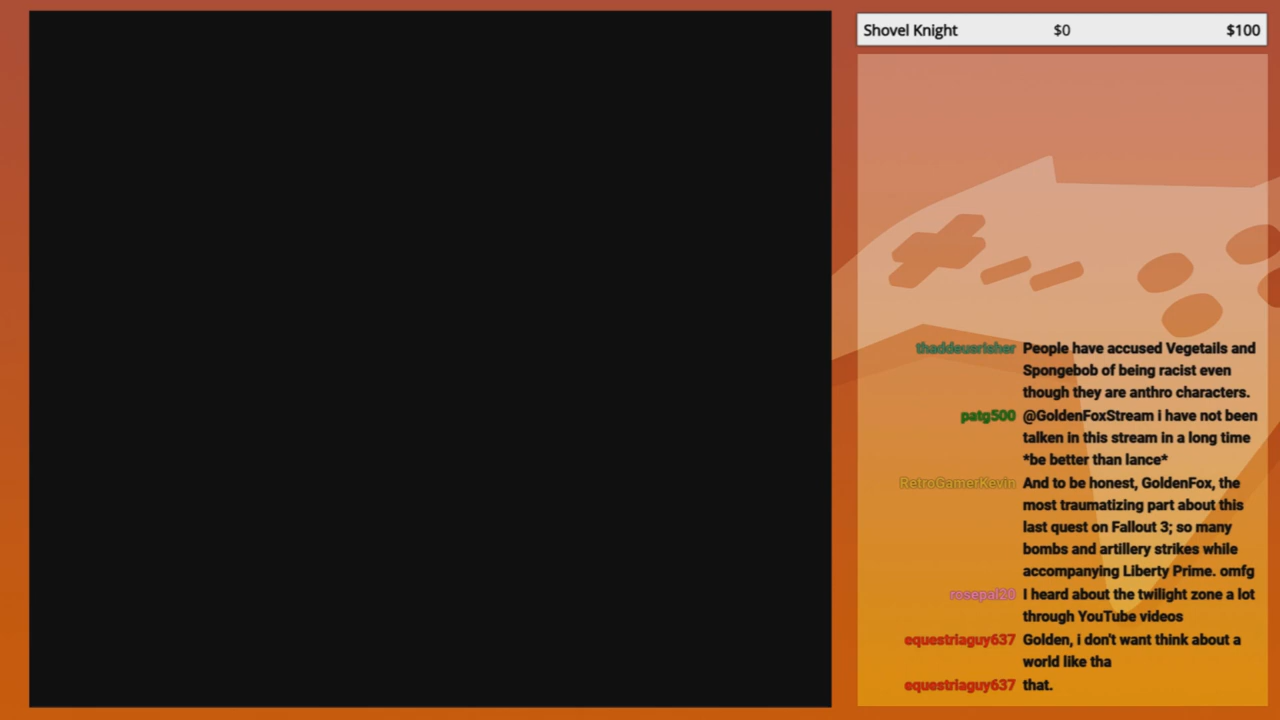 Shovel Knight $0 $100
thaddeuerisher People have accused Vegetails and
Spongebob of being racist even
though they are anthro characters.
patg500 @GoldenFoxStream i have not been
talken in this stream in a long time
*be better than lance*
RetroGamerKevin And to be honest, GoldenFox, the
most traumatizing part about this
last quest on Fallout 3; so many
bombs and artillery strikes while
accompanying Liberty Prime. omfg
rosepal20 I heard about the twilight zone a lot
through YouTube videos
equestriaguy637 Golden, i don't want think about a
world like tha
equestriaguy637 that.